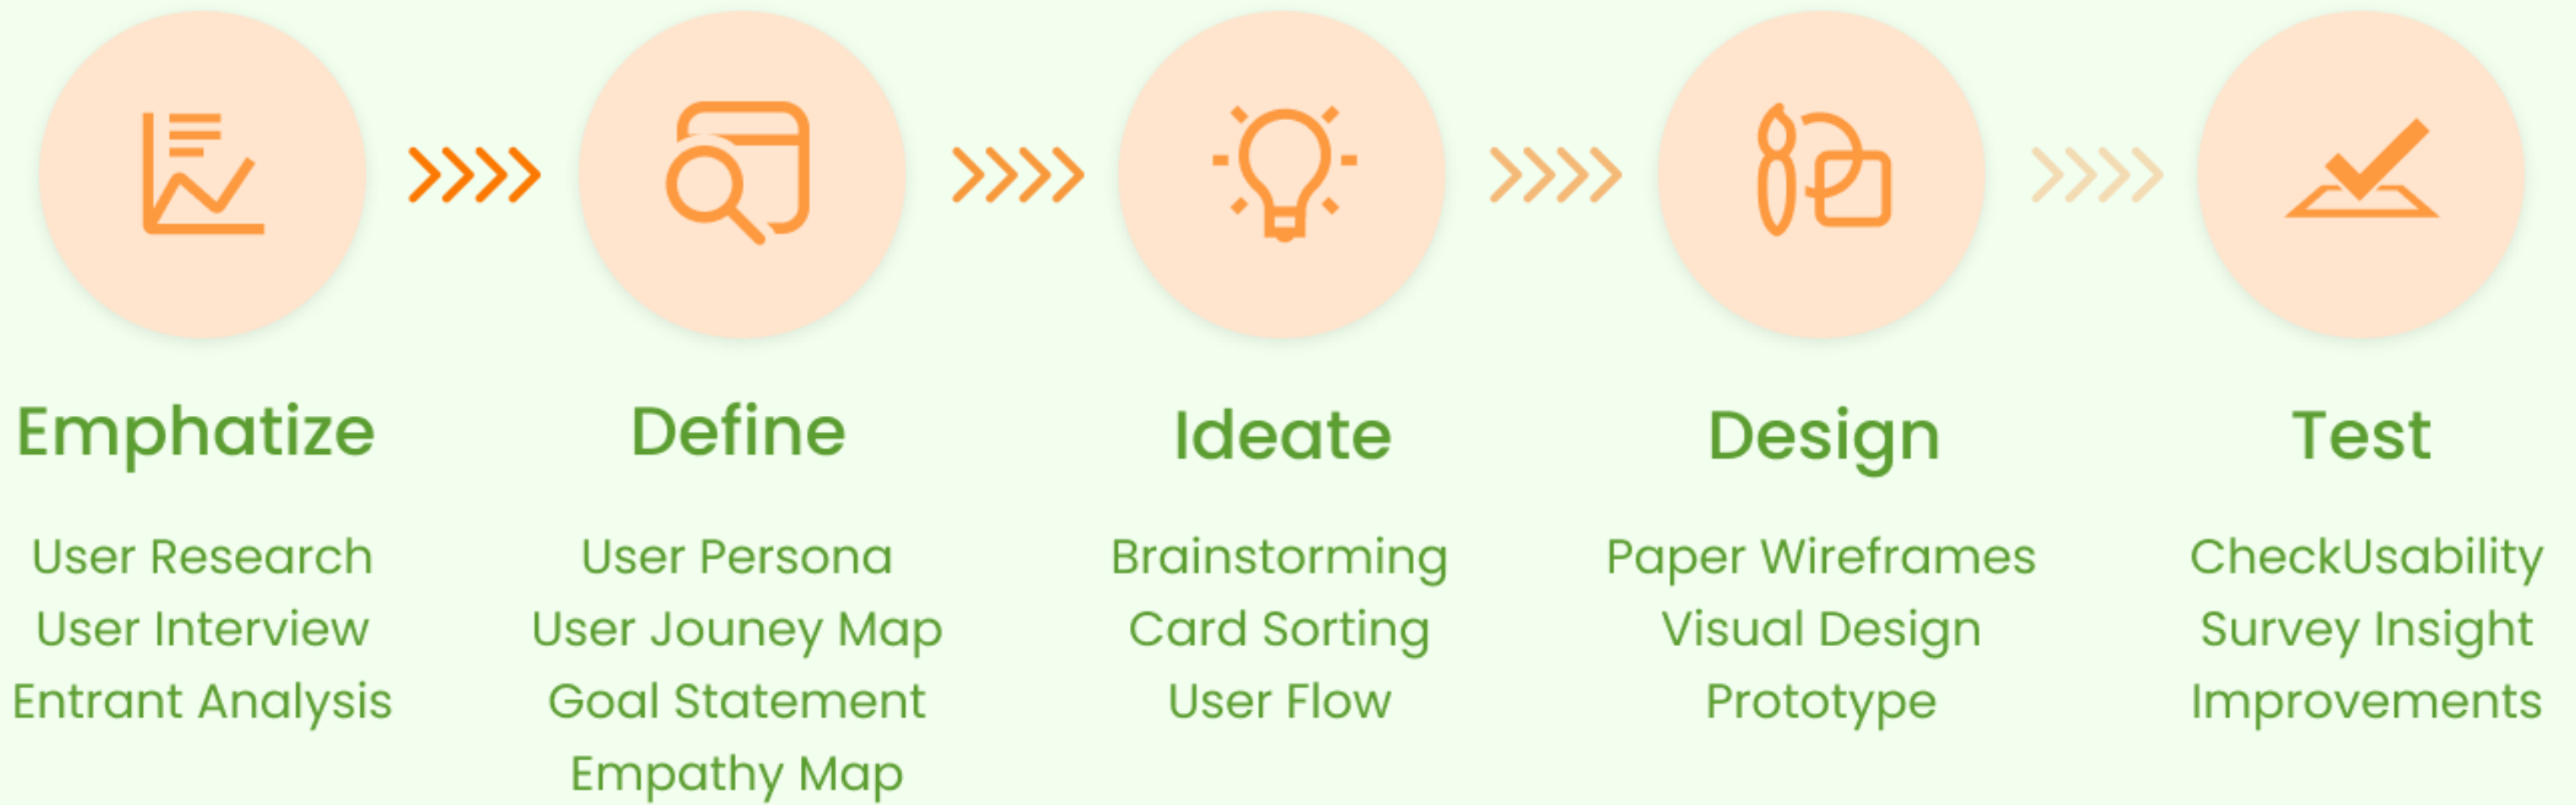 Emphatize
User Research
User Interview
Entrant Analysis
Define
User Persona
User Jouney Map
Goal Statement
Empathy Map
Ideate
Brainstorming
Card Sorting
User Flow
Design
Paper Wireframes
Visual Design
Prototype
Test
CheckUsability
Survey Insight
Improvements